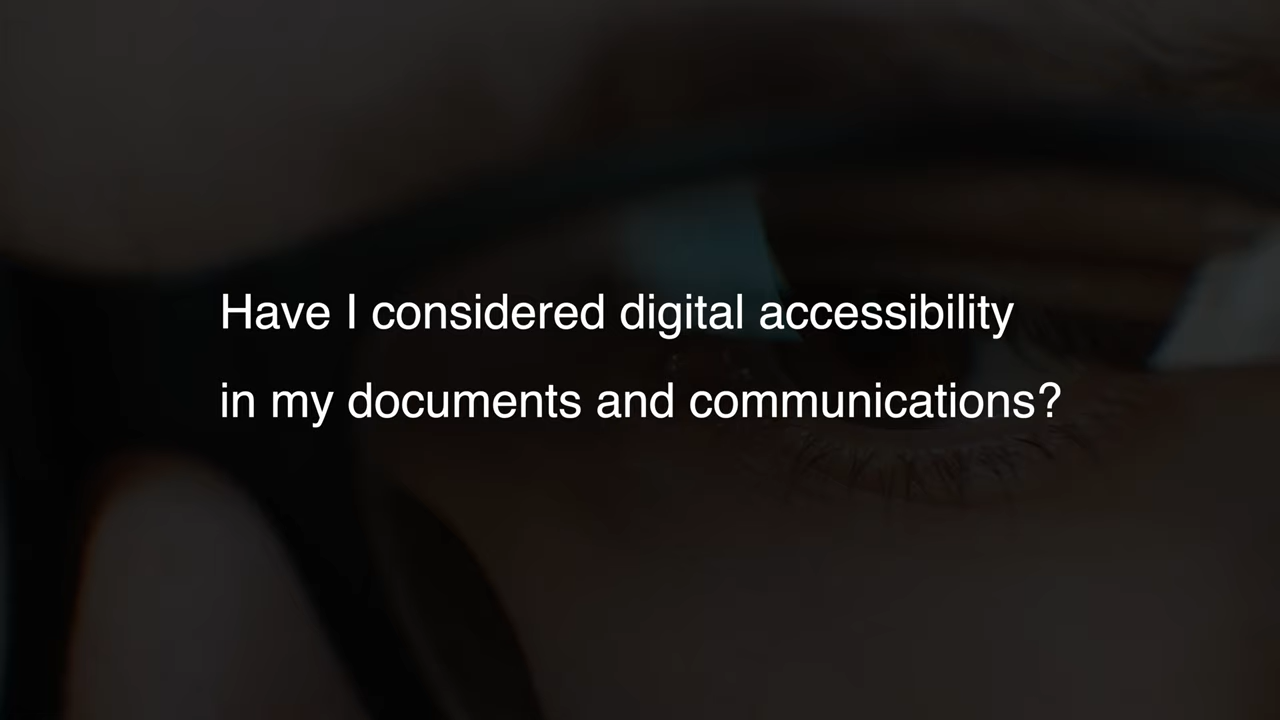 Have I considered digital accessibility
in my documents and communications?